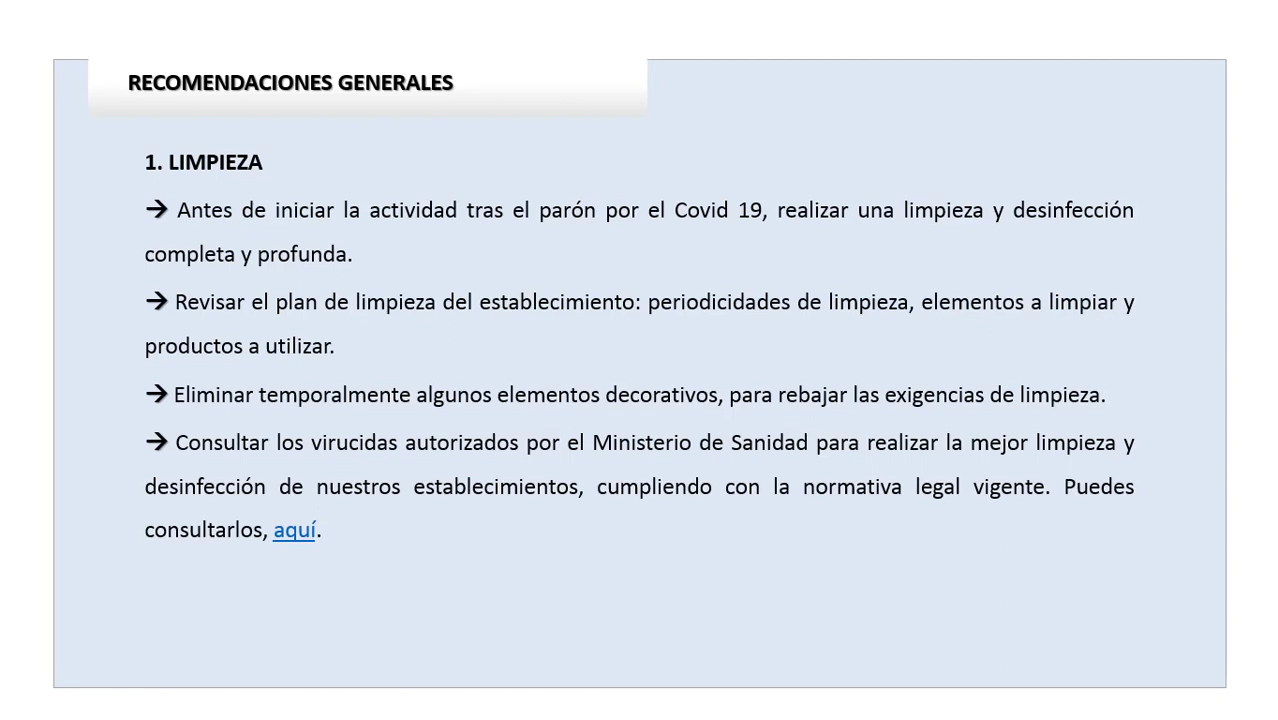 RECOMENDACIONES GENERALES
1. LIMPIEZA
→ Antes de iniciar la actividad tras el parón por el Covid 19, realizar una limpieza y desinfección
completa y profunda.
→ Revisar el plan de limpieza del establecimiento: periodicidades de limpieza, elementos a limpiar y
productos a utilizar.
→ Eliminar temporalmente algunos elementos decorativos, para rebajar las exigencias de limpieza.
→ Consultar los virucidas autorizados por el Ministerio de Sanidad para realizar la mejor limpieza y
desinfección de nuestros establecimientos, cumpliendo con la normativa legal vigente. Puedes
consultarlos, aquí.